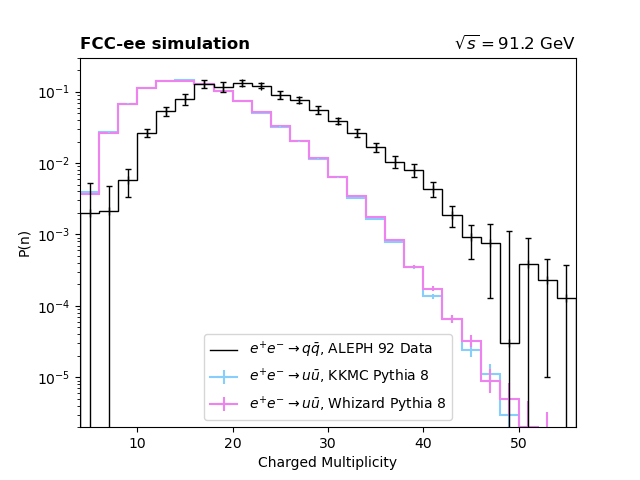 FCC-ee simulation √s = 91.2 GeV
P(n)
10⁻¹
10⁻²
10⁻³
10⁻⁴
10⁻⁵
e⁺e⁻ → qq̄, ALEPH 92 Data
e⁺e⁻ → uū, KKMC Pythia 8
e⁺e⁻ → uū, Whizard Pythia 8
10 20 30 40 50
Charged Multiplicity